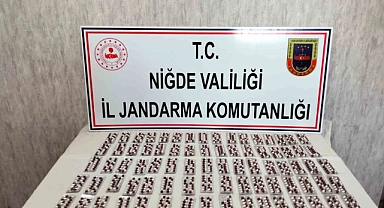 T.C.
NİĞDE VALİLİĞİ
İL JANDARMA KOMUTANLIĞI